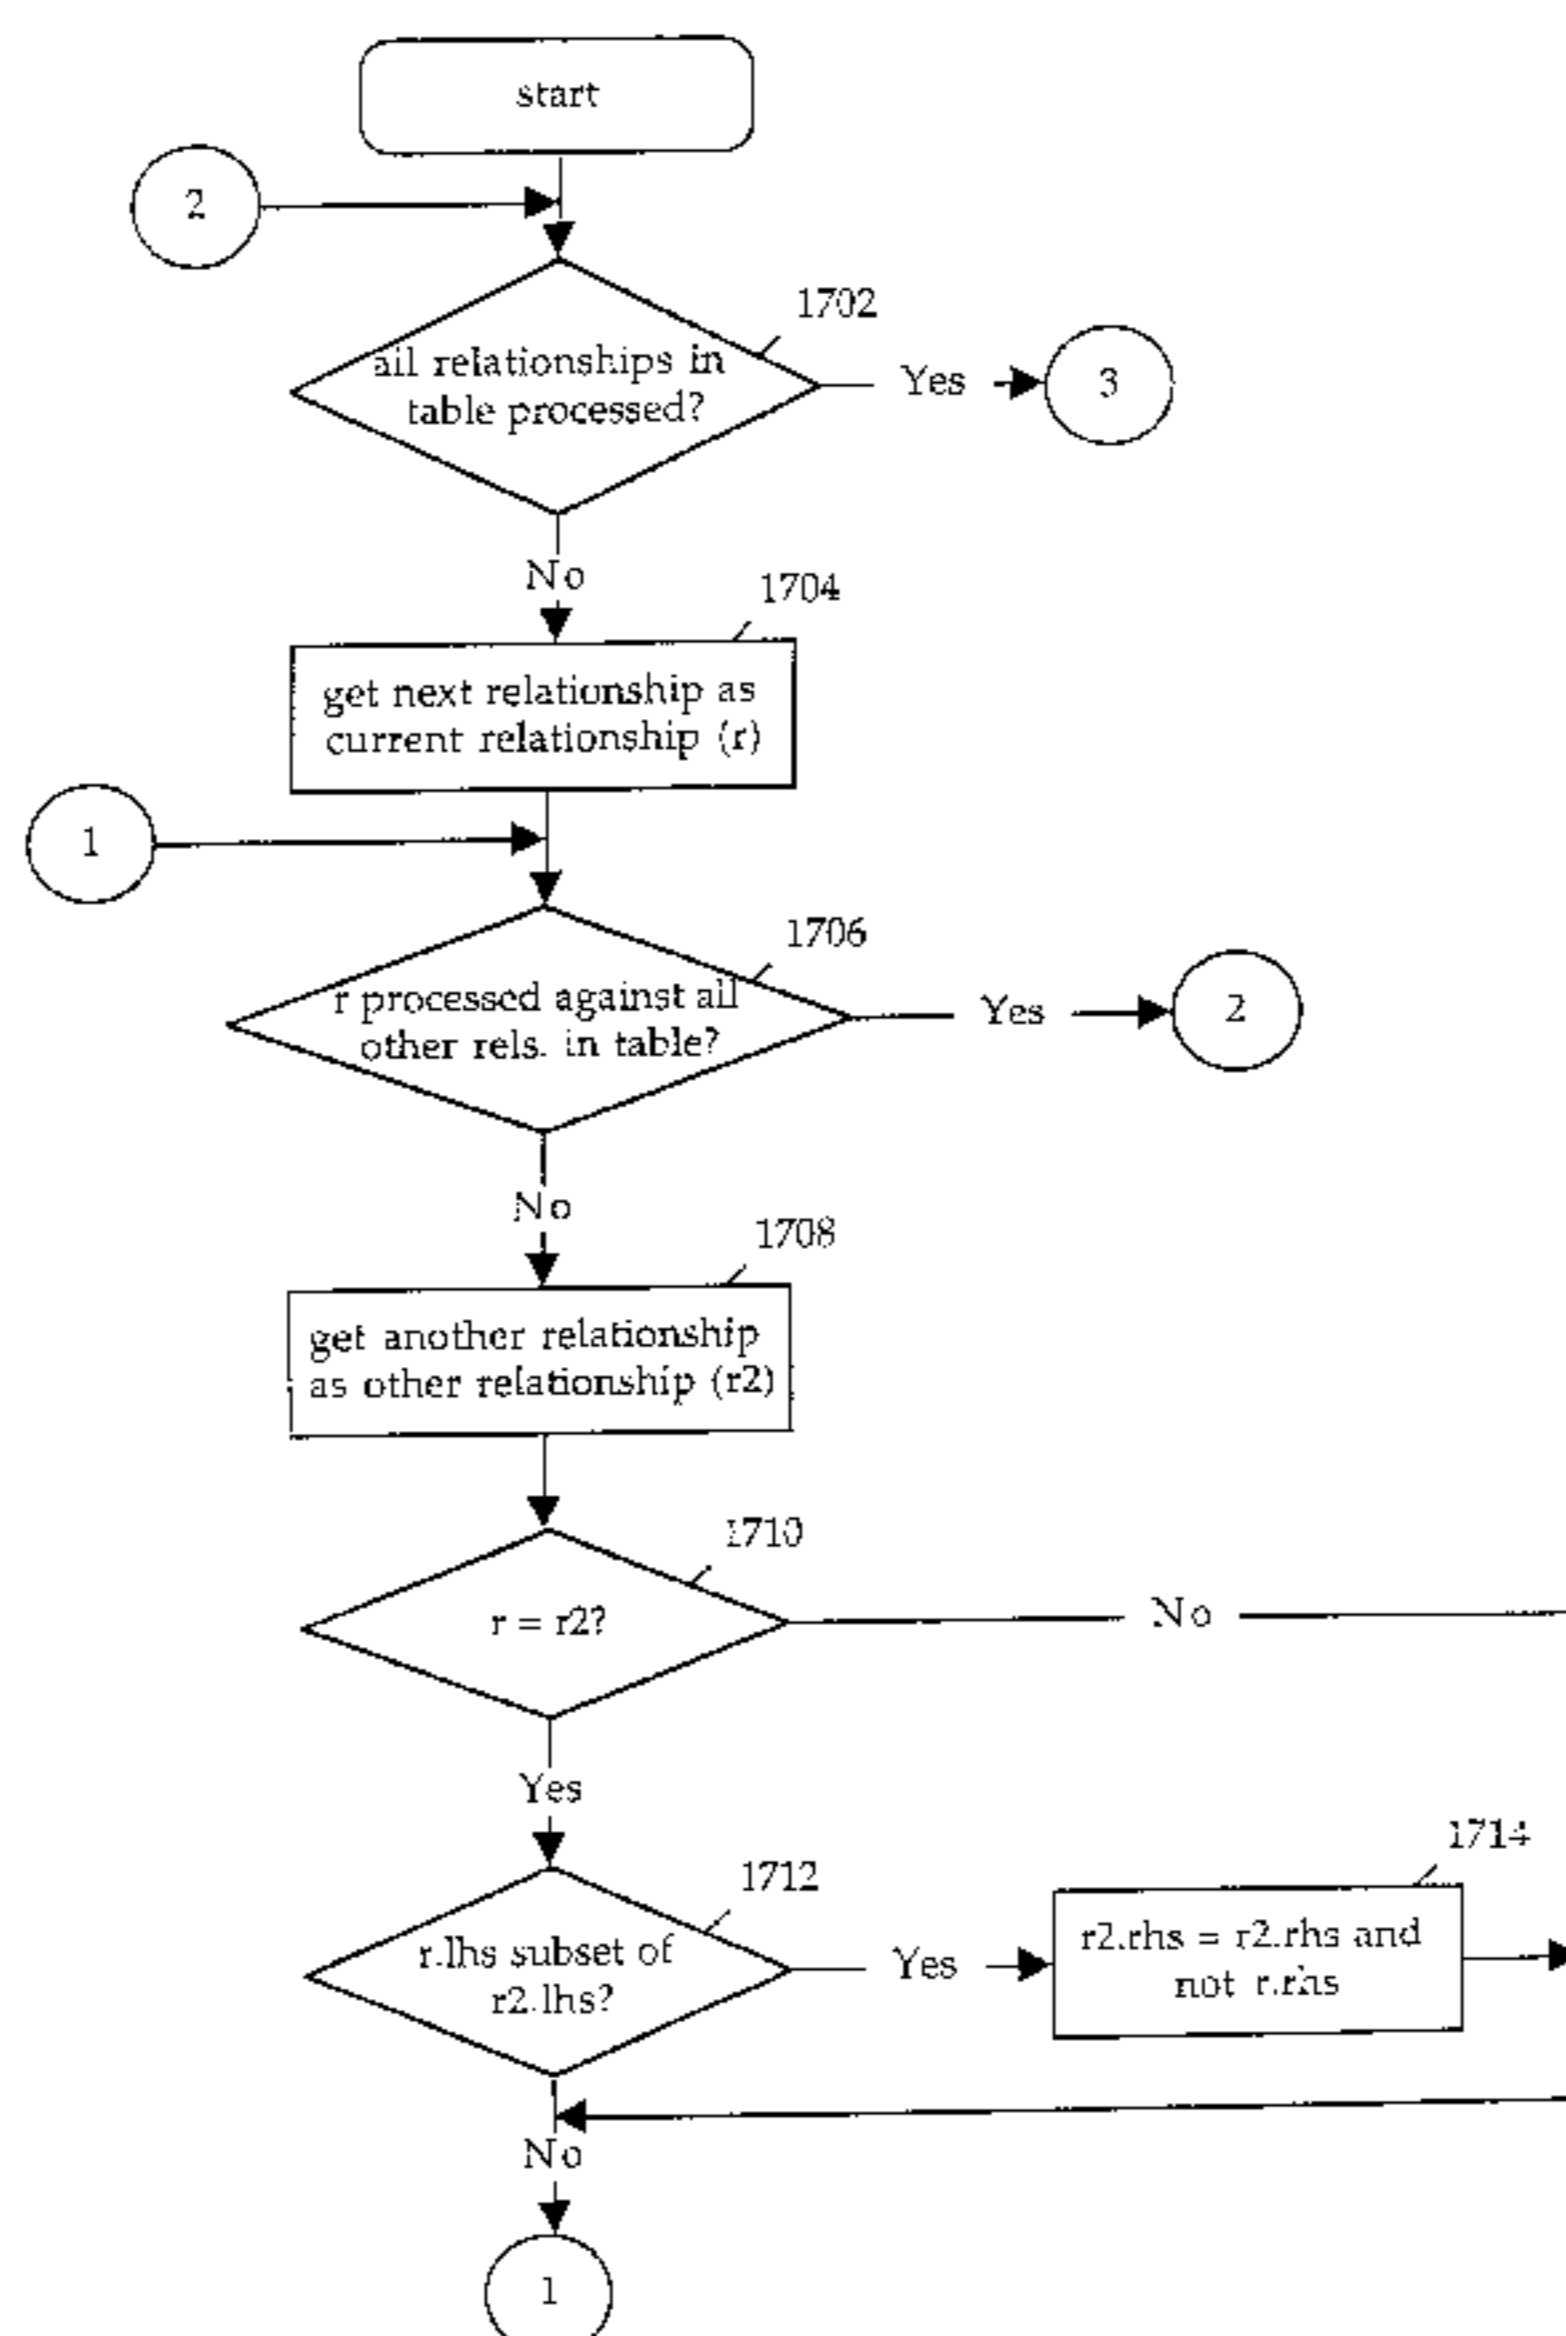 start
2
1702
all relationships in
table processed?
Yes
3
No
1704
get next relationship as
current relationship (r)
1
1706
r processed against all
other rels. in table?
Yes
2
No
1708
get another relationship
as other relationship (r2)
1710
r = r2?
No
Yes
1712
1714
r.lhs subset of
r2.lhs?
Yes
r2.rhs = r2.rhs and
not r.rhs
No
1